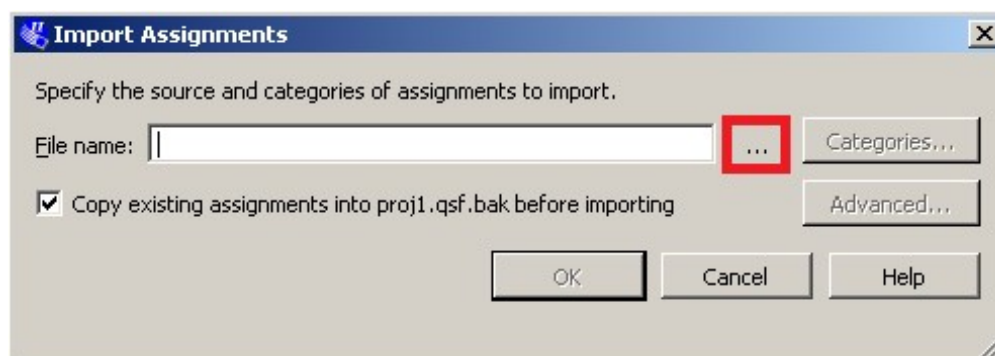 Import Assignments
Specify the source and categories of assignments to import.
File name: ... Categories...
Copy existing assignments into proj1.qsf.bak before importing Advanced...
OK Cancel Help